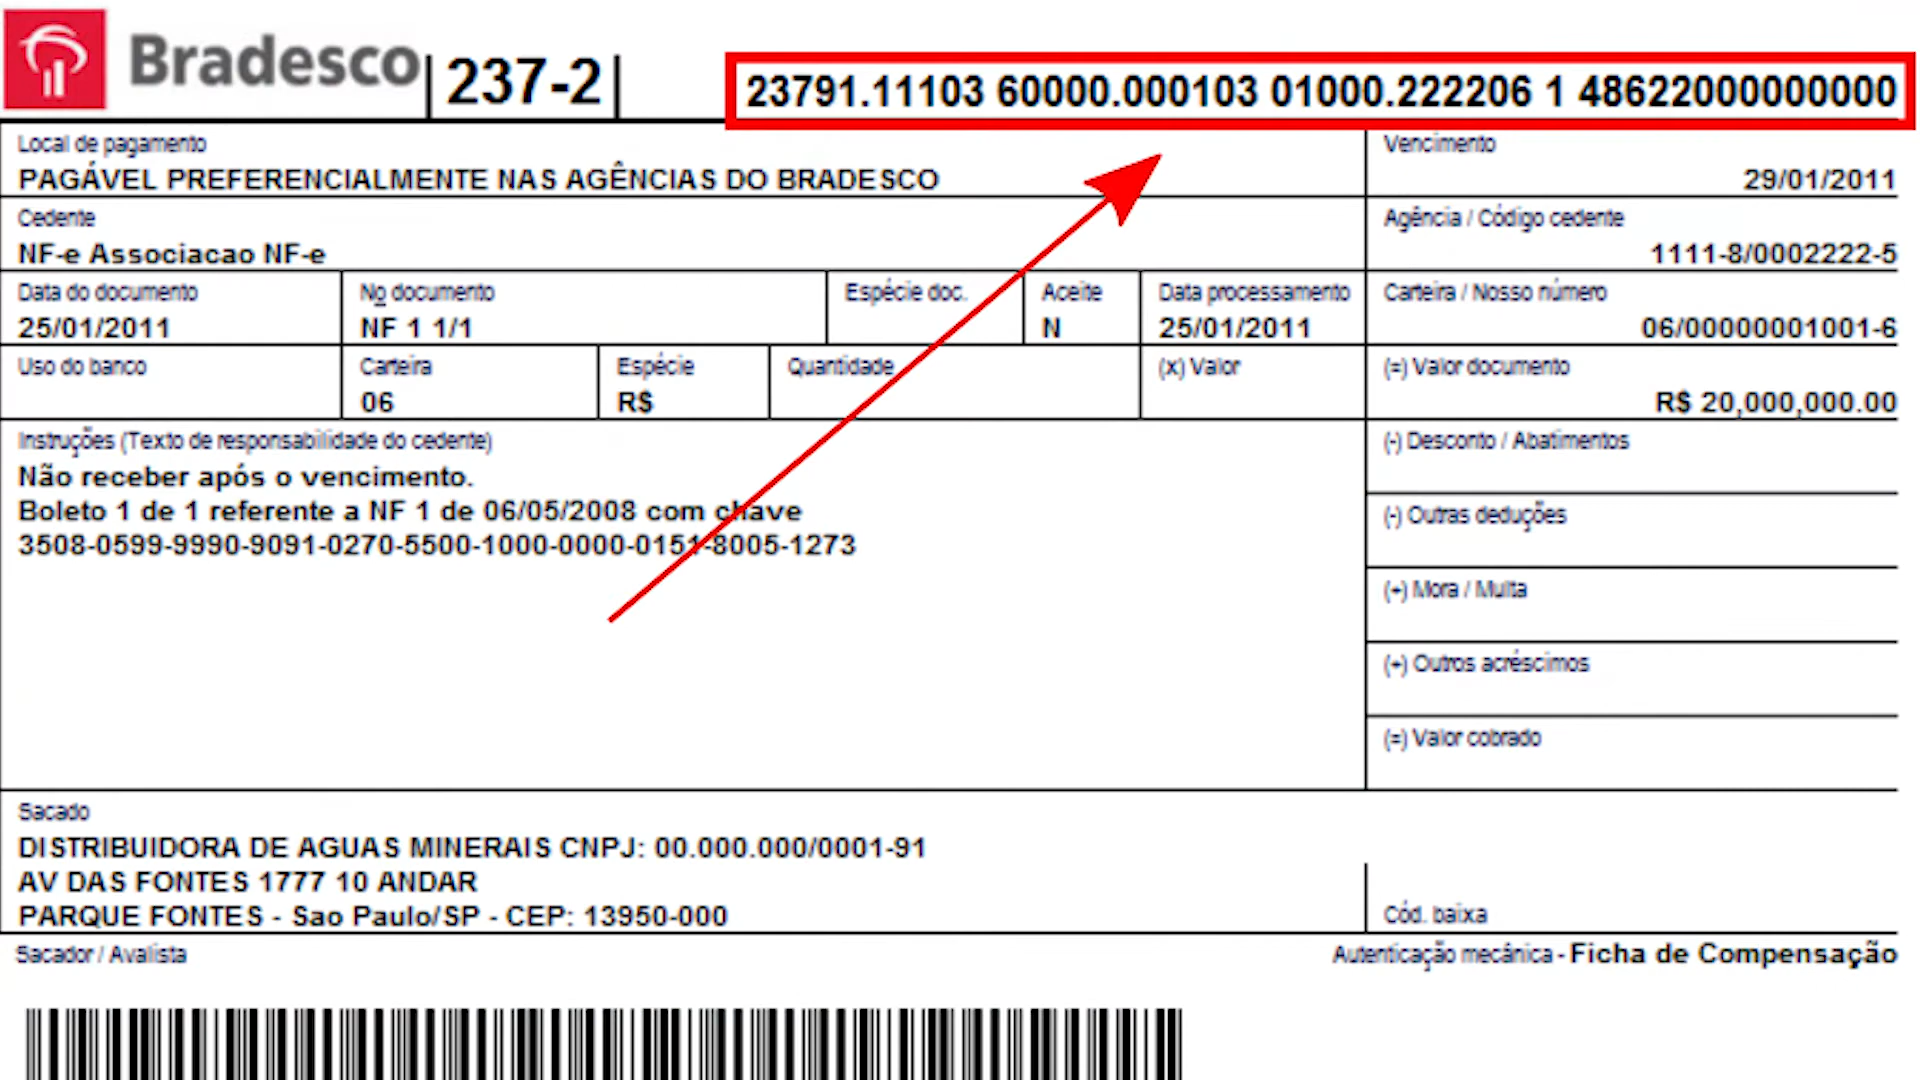 Bradesco
237-2
23791.11103 60000.000103 01000.222206 1 48622000000000
Local de pagamento
PAGÁVEL PREFERENCIALMENTE NAS AGÊNCIAS DO BRADESCO
Vencimento
29/01/2011
Cedente
NF-e Associacao NF-e
Agência / Código cedente
1111-8/0002222-5
Data do documento
25/01/2011
No documento
NF 1 1/1
Espécie doc.
Aceite
N
Data processamento
25/01/2011
Carteira / Nosso número
06/00000001001-6
Uso do banco
Carteira
06
Espécie
R$
Quantidade
(x) Valor
(=) Valor documento
R$ 20,000,000.00
Instruções (Texto de responsabilidade do cedente)
Não receber após o vencimento.
Boleto 1 de 1 referente a NF 1 de 06/05/2008 com chave
3508-0599-9990-9091-0270-5500-1000-0000-0151-8005-1273
(-) Desconto / Abatimentos
(-) Outras deduções
(+) Mora / Multa
(+) Outros acréscimos
(=) Valor cobrado
Sacado
DISTRIBUIDORA DE AGUAS MINERAIS CNPJ: 00.000.000/0001-91
AV DAS FONTES 1777 10 ANDAR
PARQUE FONTES - Sao Paulo/SP - CEP: 13950-000
Cód. baixa
Sacador / Avalista
Autenticação mecânica - Ficha de Compensação